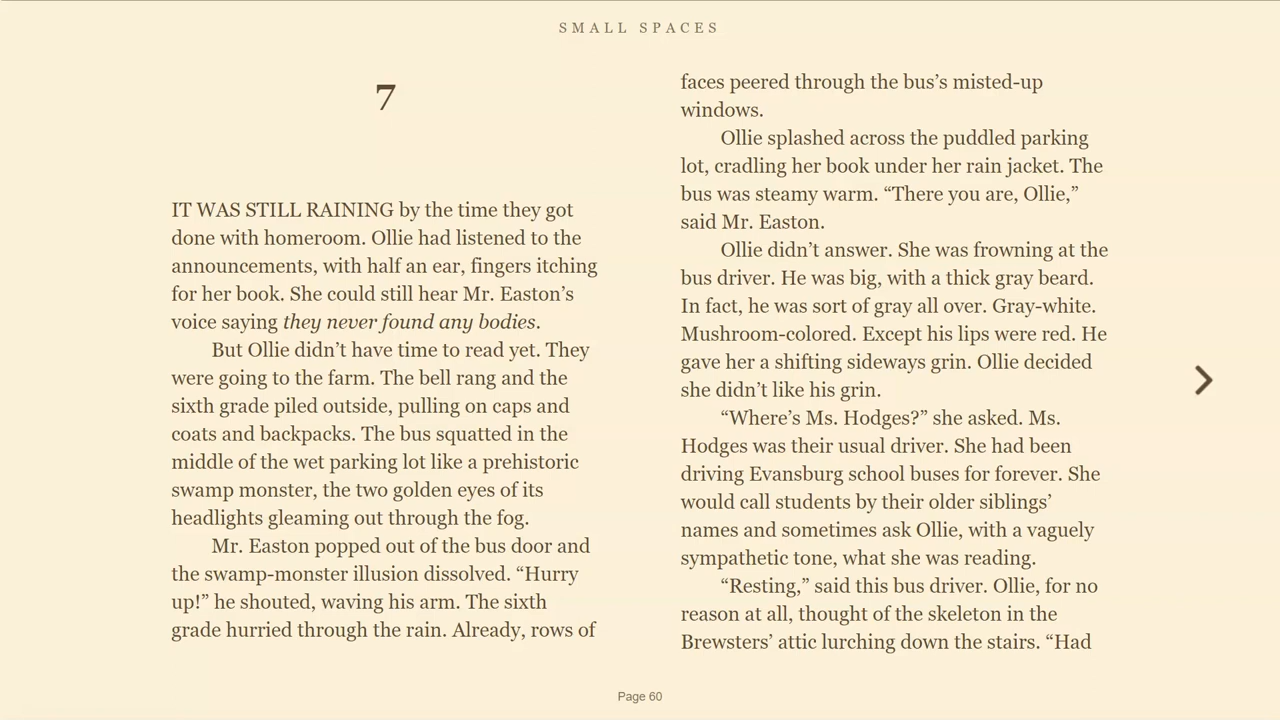 SMALL SPACES
7
IT WAS STILL RAINING by the time they got
done with homeroom. Ollie had listened to the
announcements, with half an ear, fingers itching
for her book. She could still hear Mr. Easton’s
voice saying they never found any bodies.
But Ollie didn’t have time to read yet. They
were going to the farm. The bell rang and the
sixth grade piled outside, pulling on caps and
coats and backpacks. The bus squatted in the
middle of the wet parking lot like a prehistoric
swamp monster, the two golden eyes of its
headlights gleaming out through the fog.
Mr. Easton popped out of the bus door and
the swamp-monster illusion dissolved. “Hurry
up!” he shouted, waving his arm. The sixth
grade hurried through the rain. Already, rows of
faces peered through the bus’s misted-up
windows.
Ollie splashed across the puddled parking
lot, cradling her book under her rain jacket. The
bus was steamy warm. “There you are, Ollie,”
said Mr. Easton.
Ollie didn’t answer. She was frowning at the
bus driver. He was big, with a thick gray beard.
In fact, he was sort of gray all over. Gray-white.
Mushroom-colored. Except his lips were red. He
gave her a shifting sideways grin. Ollie decided
she didn’t like his grin.
“Where’s Ms. Hodges?” she asked. Ms.
Hodges was their usual driver. She had been
driving Evansburg school buses for forever. She
would call students by their older siblings’
names and sometimes ask Ollie, with a vaguely
sympathetic tone, what she was reading.
“Resting,” said this bus driver. Ollie, for no
reason at all, thought of the skeleton in the
Brewsters’ attic lurching down the stairs. “Had
Page 60